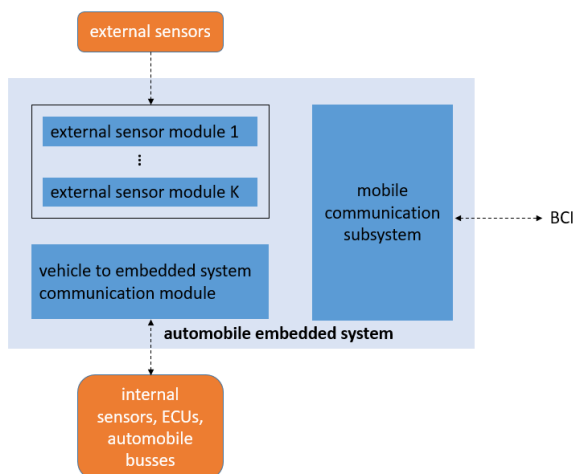 external sensors
external sensor module 1
⋮
external sensor module K
mobile
communication
subsystem
BCI
vehicle to embedded system
communication module
automobile embedded system
internal
sensors, ECUs,
automobile
busses